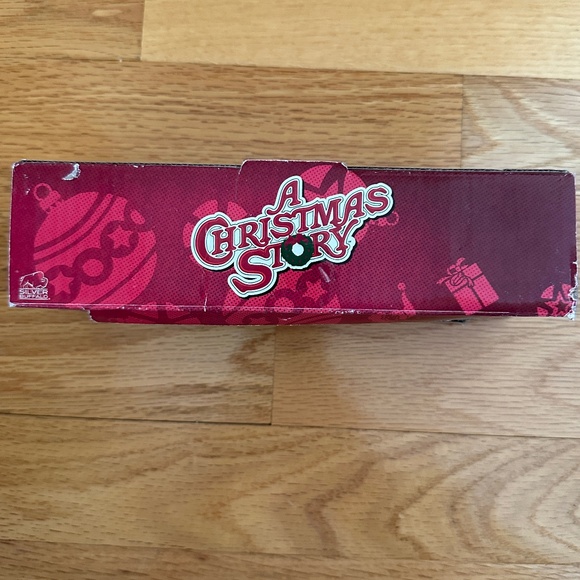 A
CHRISTMAS
STORY
SILVER
BUFFALO